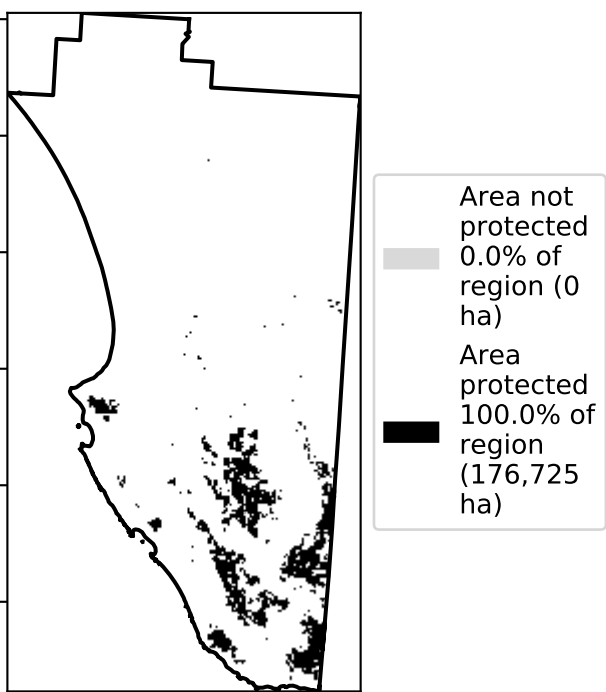 Area not
protected
0.0% of
region (0
ha)
Area
protected
100.0% of
region
(176,725
ha)